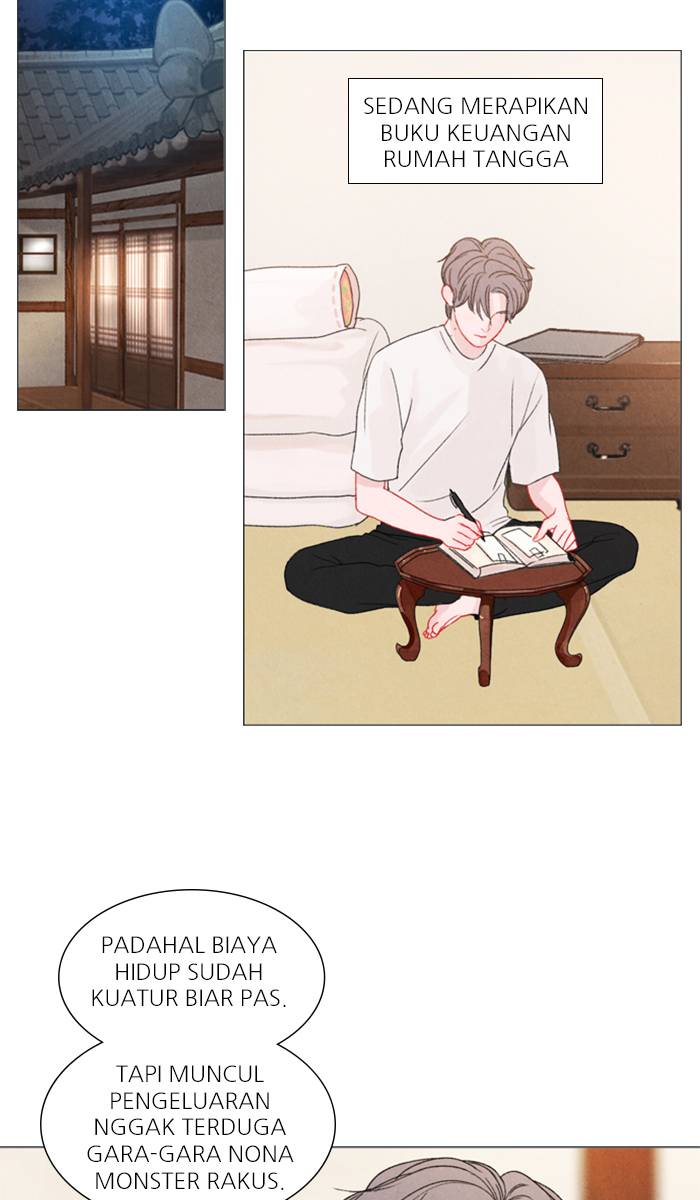 SEDANG MERAPIKAN
BUKU KEUANGAN
RUMAH TANGGA
PADAHAL BIAYA
HIDUP SUDAH
KUATUR BIAR PAS.
TAPI MUNCUL
PENGELUARAN
NGGAK TERDUGA
GARA-GARA NONA
MONSTER RAKUS.